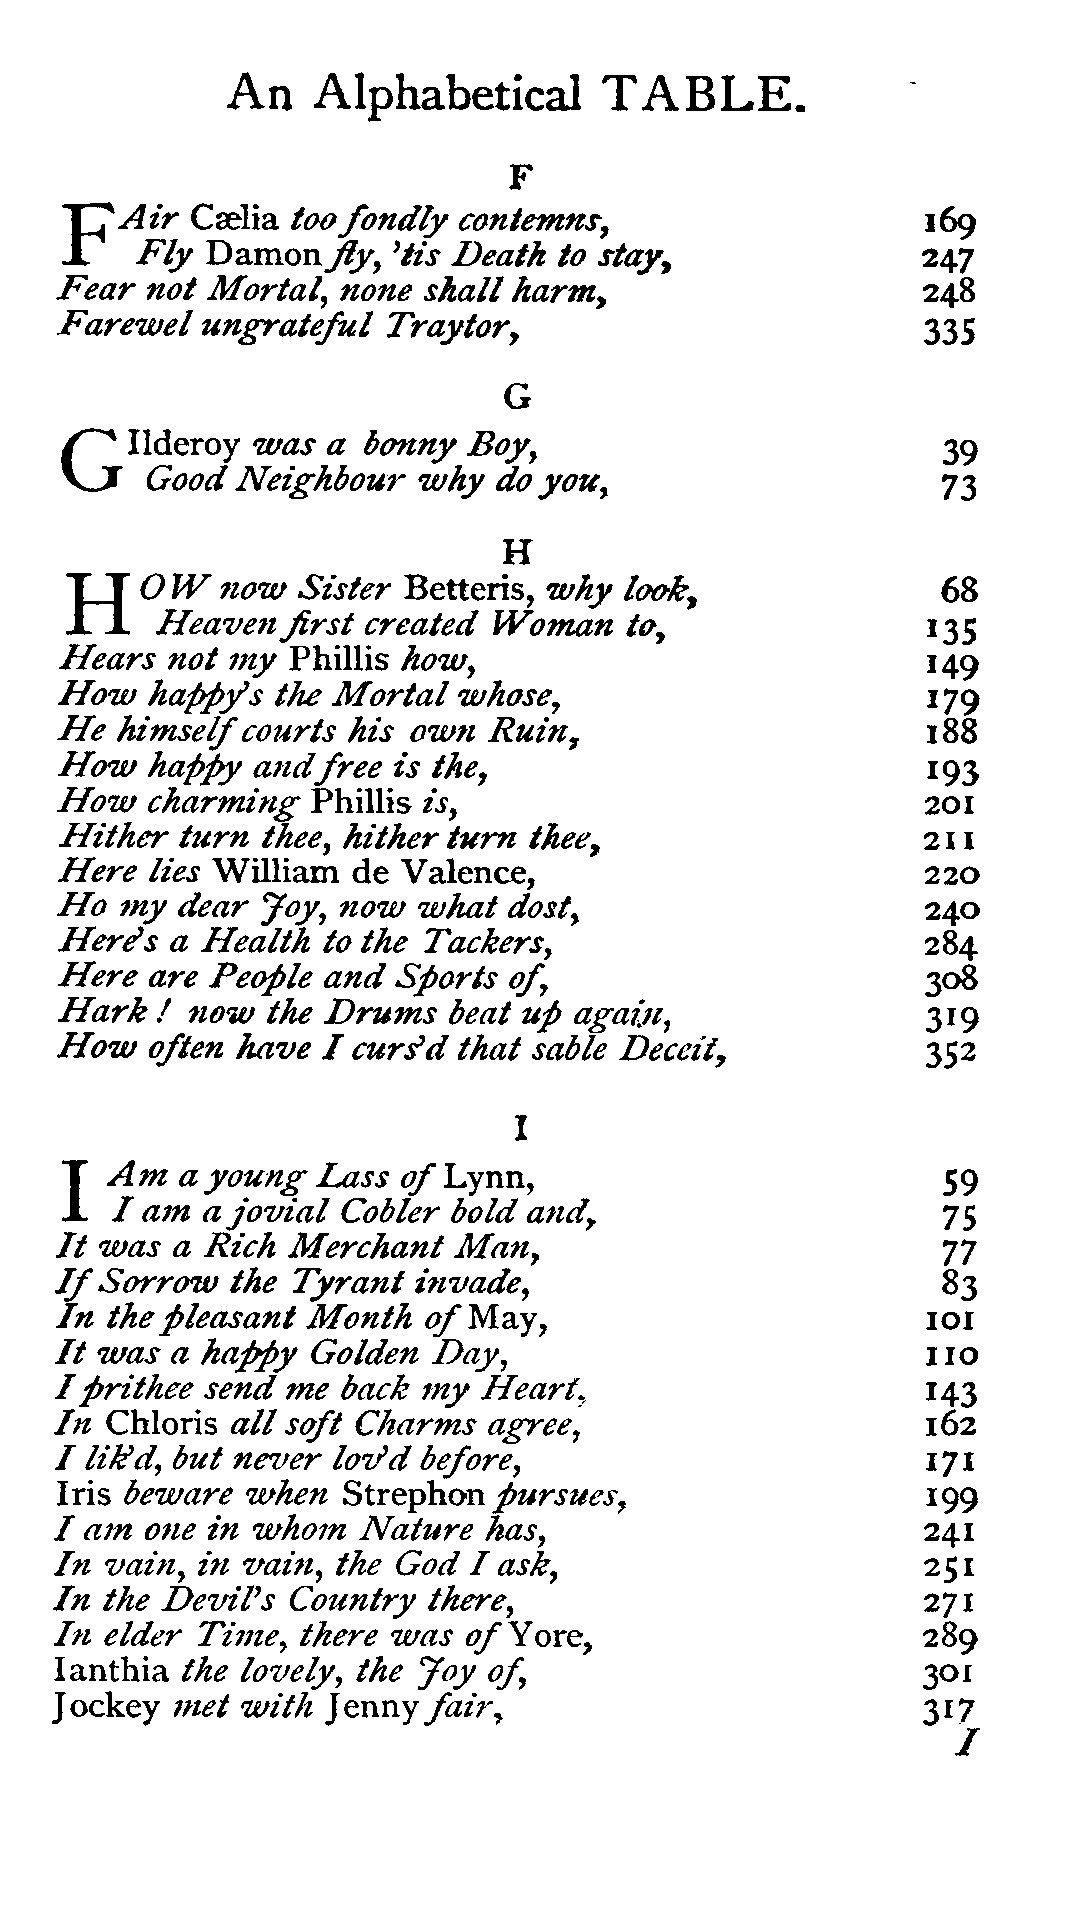 An Alphabetical TABLE.
F
FAir Cælia too fondly contemns, 169
Fly Damon fly, 'tis Death to stay, 247
Fear not Mortal, none shall harm, 248
Farewel ungrateful Traytor, 335
G
GIlderoy was a bonny Boy, 39
Good Neighbour why do you, 73
H
HOW now Sister Betteris, why look, 68
Heaven first created Woman to, 135
Hears not my Phillis how, 149
How happy's the Mortal whose, 179
He himself courts his own Ruin, 188
How happy and free is the, 193
How charming Phillis is, 201
Hither turn thee, hither turn thee, 211
Here lies William de Valence, 220
Ho my dear Joy, now what dost, 240
Here's a Health to the Tackers, 284
Here are People and Sports of, 308
Hark! now the Drums beat up again, 319
How often have I curs'd that sable Deceit, 352
I
I Am a young Lass of Lynn, 59
I am a jovial Cobler bold and, 75
It was a Rich Merchant Man, 77
If Sorrow the Tyrant invade, 83
In the pleasant Month of May, 101
It was a happy Golden Day, 110
I prithee send me back my Heart, 143
In Chloris all soft Charms agree, 162
I lik'd, but never lov'd before, 171
Iris beware when Strephon pursues, 199
I am one in whom Nature has, 241
In vain, in vain, the God I ask, 251
In the Devil's Country there, 271
In elder Time, there was of Yore, 289
Ianthia the lovely, the Joy of, 301
Jockey met with Jenny fair, 317
I